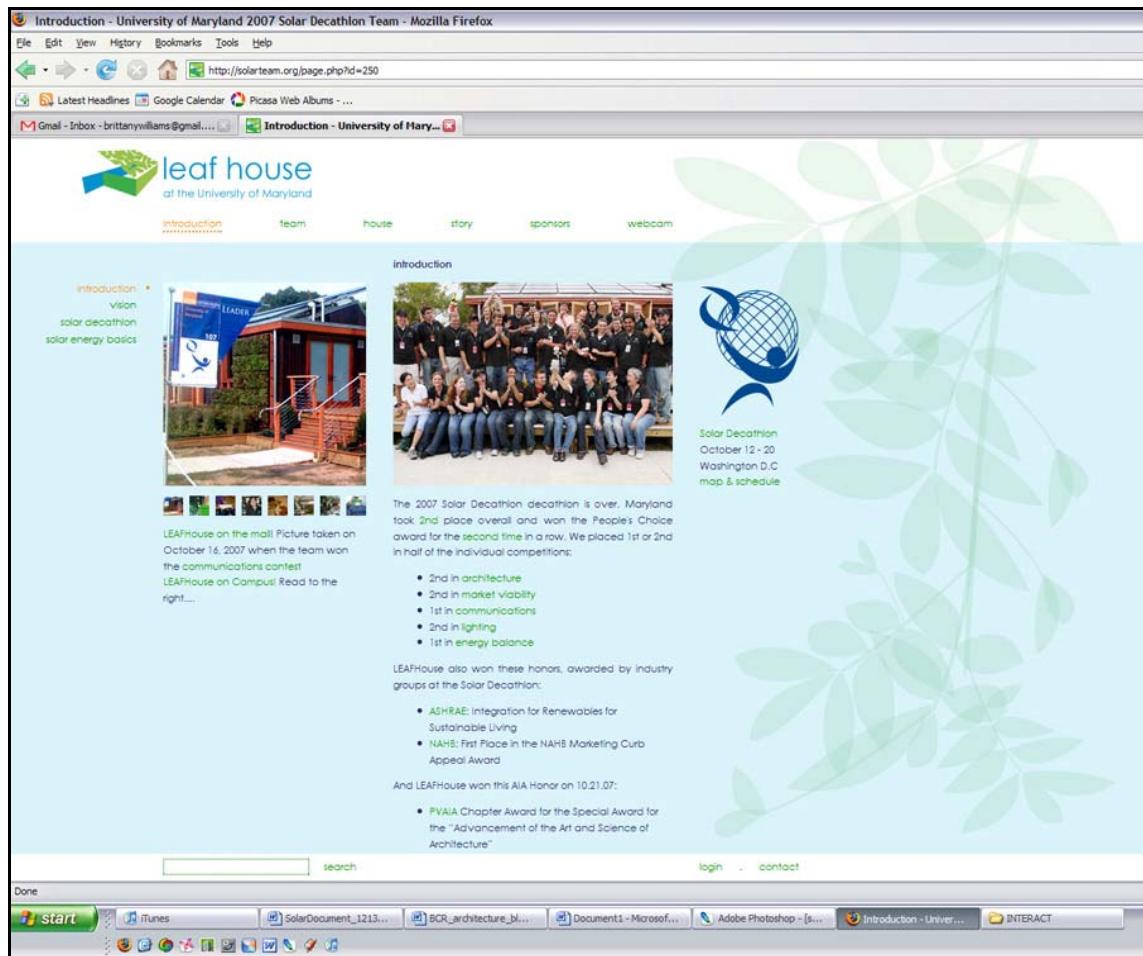 Introduction - University of Maryland 2007 Solar Decathlon Team - Mozilla Firefox
File Edit View History Bookmarks Tools Help
http://solarteam.org/page.php?id=250
Latest Headlines Google Calendar Picasa Web Albums - ...
Gmail - Inbox - brittanywilliams@gmail.... Introduction - University of Mary...
leaf house
at the University of Maryland
introduction team house story sponsors webcam
introduction
vision
solar decathlon
solar energy basics
LEADER
107
LEAFHouse on the mall! Picture taken on
October 16, 2007 when the team won
the communications contest
LEAFHouse on Campus! Read to the
right....
introduction
The 2007 Solar Decathlon decathlon is over. Maryland
took 2nd place overall and won the People's Choice
award for the second time in a row. We placed 1st or 2nd
in half of the individual competitions:
2nd in architecture
2nd in market viability
1st in communications
2nd in lighting
1st in energy balance
LEAFHouse also won these honors, awarded by industry
groups at the Solar Decathlon:
ASHRAE: Integration for Renewables for
Sustainable Living
NAHB: First Place in the NAHB Marketing Curb
Appeal Award
And LEAFHouse won this AIA Honor on 10.21.07:
PVAIA Chapter Award for the Special Award for
the "Advancement of the Art and Science of
Architecture"
Solar Decathlon
October 12 - 20
Washington D.C
map & schedule
search
login . contact
Done
start iTunes SolarDocument_1213... BCR_architecture_bl... Document1 - Microsof... Adobe Photoshop - [s... Introduction - Univer... INTERACT